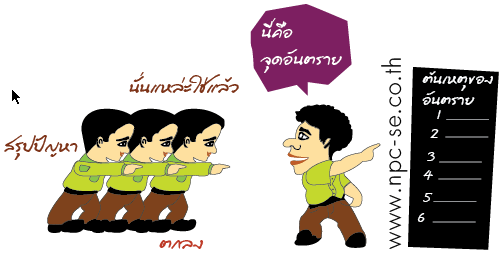 นี่คือ
จุดอันตราย
นั่นแหล่ะใช่แล้ว
สรุปปัญหา
ตกลง
www.npc-se.co.th
ต้นเหตุของ
อันตราย
1
2
3
4
5
6